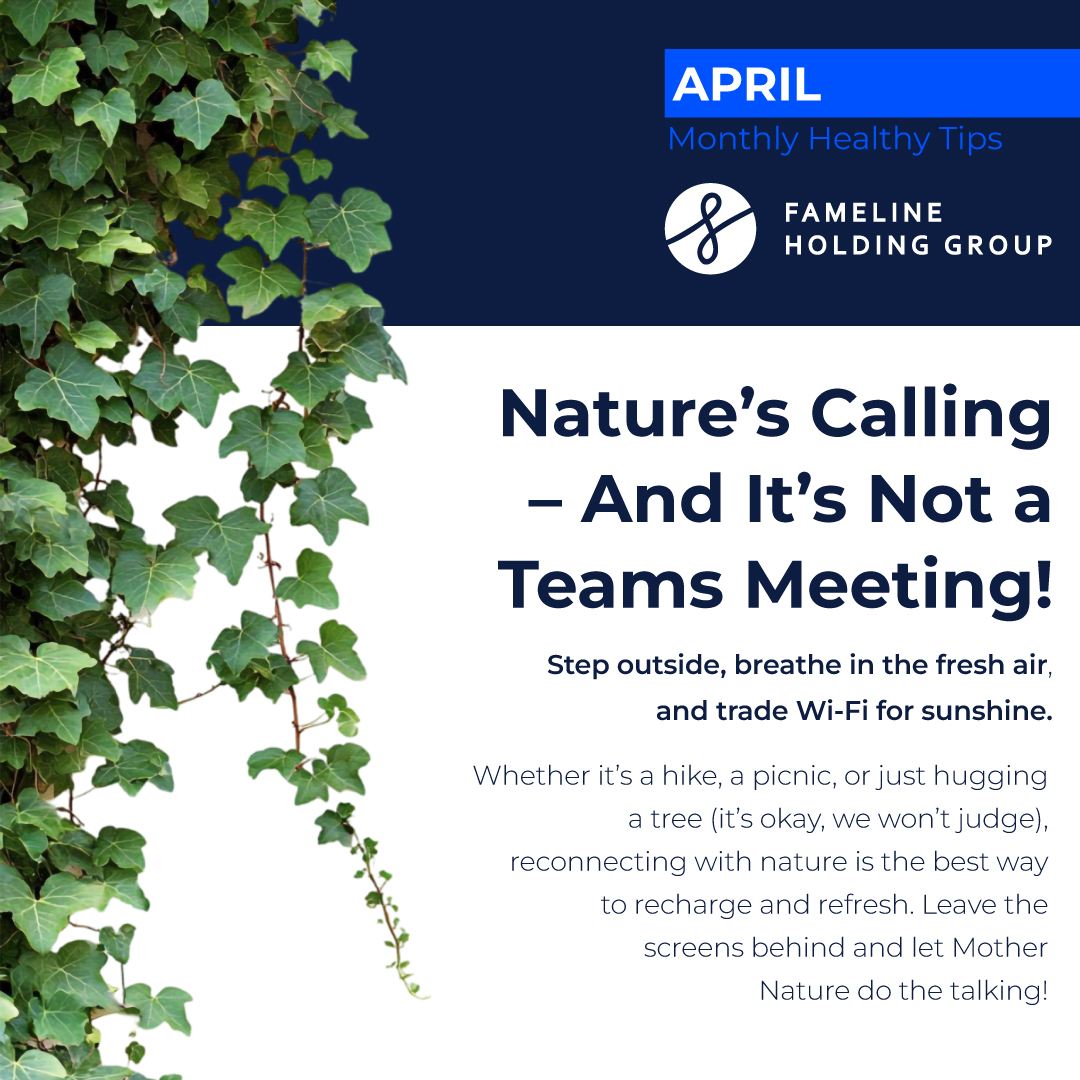 APRIL
Monthly Healthy Tips
FAMELINE
HOLDING GROUP
Nature’s Calling
– And It’s Not a
Teams Meeting!
Step outside, breathe in the fresh air,
and trade Wi-Fi for sunshine.
Whether it’s a hike, a picnic, or just hugging
a tree (it’s okay, we won’t judge),
reconnecting with nature is the best way
to recharge and refresh. Leave the
screens behind and let Mother
Nature do the talking!